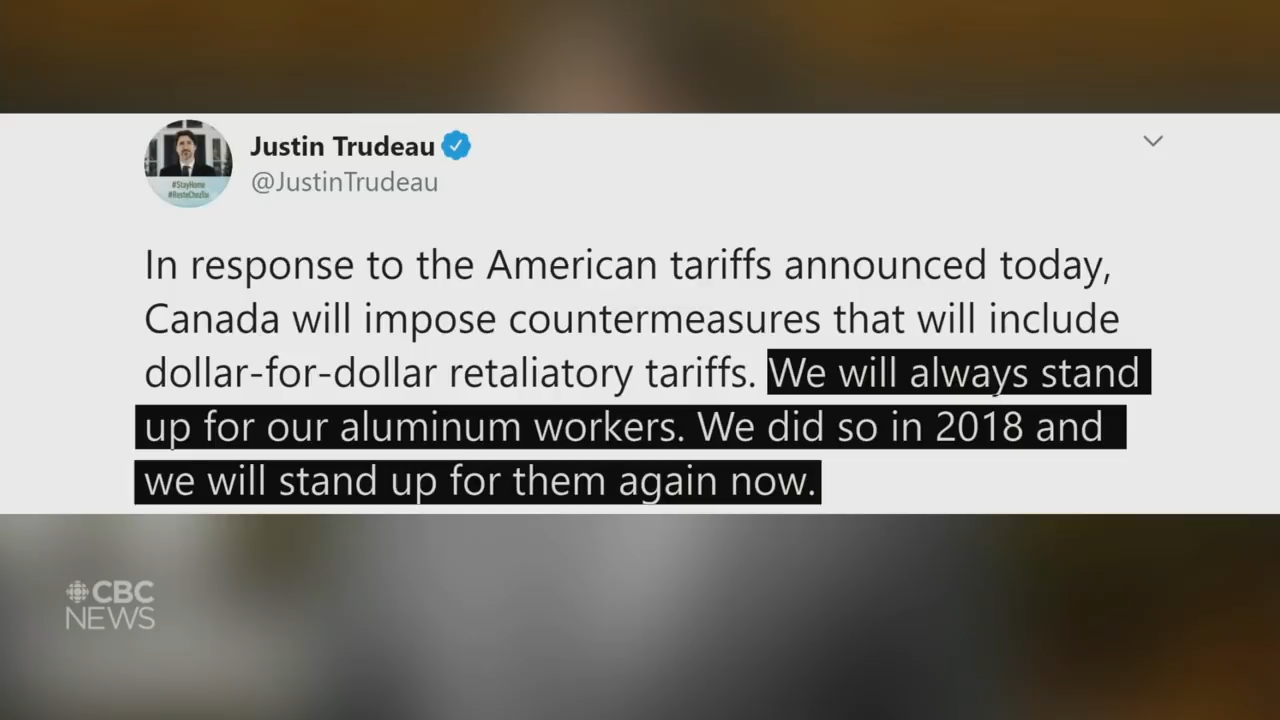 Justin Trudeau
@JustinTrudeau
#StayHome
#ResteChezToi
In response to the American tariffs announced today,
Canada will impose countermeasures that will include
dollar-for-dollar retaliatory tariffs. We will always stand
up for our aluminum workers. We did so in 2018 and
we will stand up for them again now.
CBC
NEWS